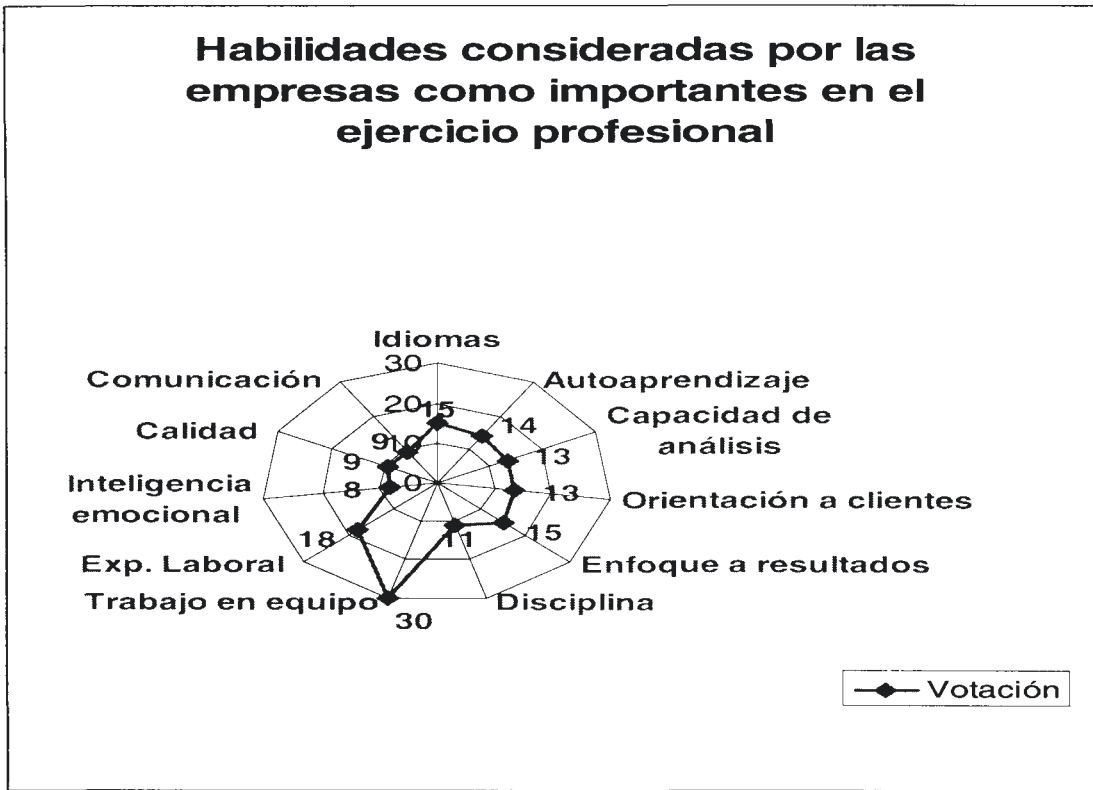 Habilidades consideradas por las
empresas como importantes en el
ejercicio profesional
Idiomas
30
Comunicación
Autoaprendizaje
20
15
14
Capacidad de
análisis
Calidad
9
10
13
9
Inteligencia
emocional
8
0
13
Orientación a clientes
18
11
15
Exp. Laboral
Enfoque a resultados
Trabajo en equipo
Disciplina
30
Votación